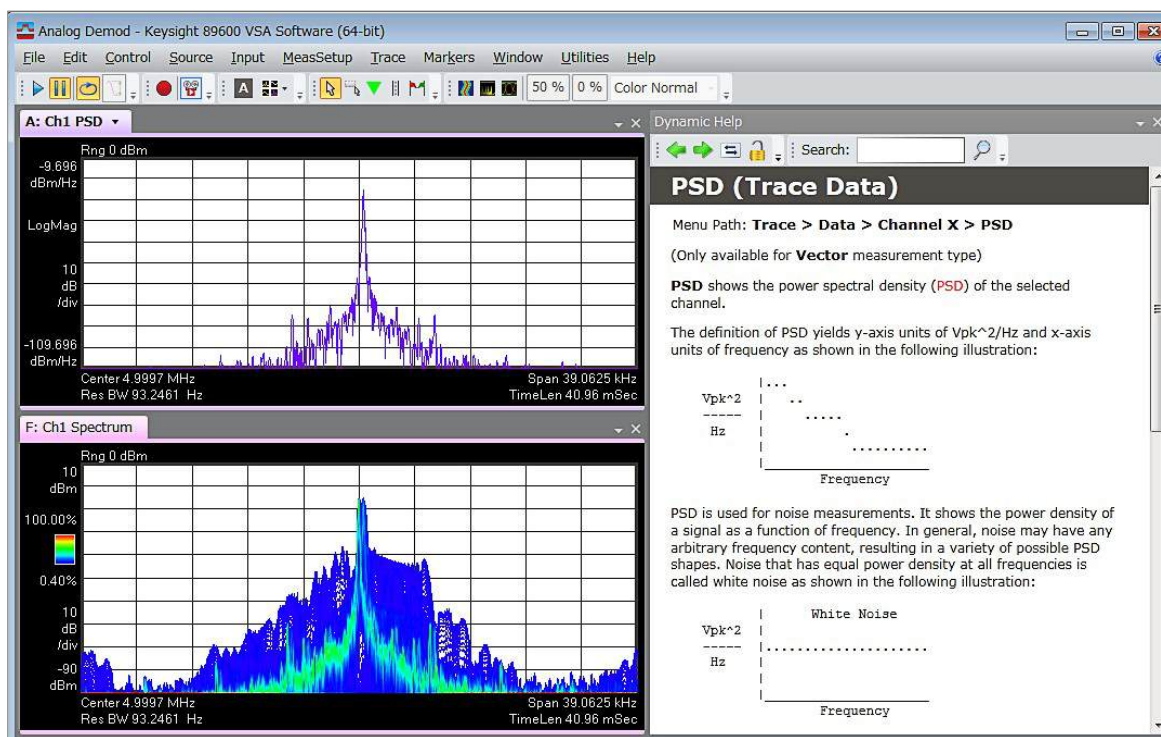 Analog Demod - Keysight 89600 VSA Software (64-bit)
File Edit Control Source Input MeasSetup Trace Markers Window Utilities Help
A 50 % 0 % Color Normal
A: Ch1 PSD
Rng 0 dBm
-9.696
dBm/Hz
LogMag
10
dB
/div
-109.696
dBm/Hz
Center 4.9997 MHz Span 39.0625 kHz
Res BW 93.2461 Hz TimeLen 40.96 mSec
F: Ch1 Spectrum
Rng 0 dBm
10
dBm
100.00%
0.40%
10
dB
/div
-90
dBm
Center 4.9997 MHz Span 39.0625 kHz
Res BW 93.2461 Hz TimeLen 40.96 mSec
Dynamic Help
Search:
PSD (Trace Data)
Menu Path: Trace > Data > Channel X > PSD
(Only available for Vector measurement type)
PSD shows the power spectral density (PSD) of the selected
channel.
The definition of PSD yields y-axis units of Vpk^2/Hz and x-axis
units of frequency as shown in the following illustration:
Vpk^2
-----
Hz
Frequency
PSD is used for noise measurements. It shows the power density of
a signal as a function of frequency. In general, noise may have any
arbitrary frequency content, resulting in a variety of possible PSD
shapes. Noise that has equal power density at all frequencies is
called white noise as shown in the following illustration:
White Noise
Vpk^2
-----
Hz
Frequency